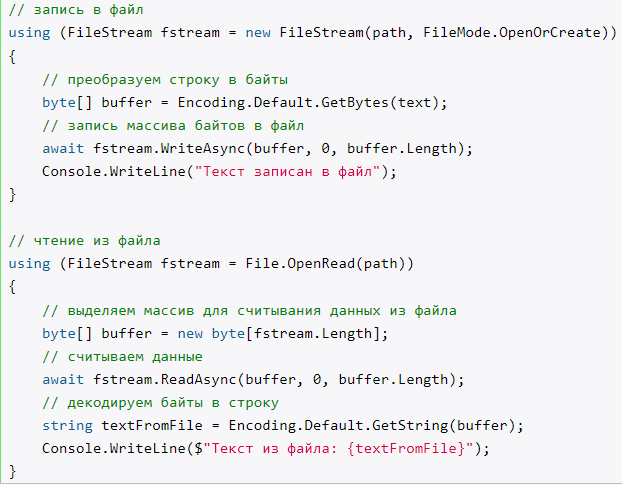 // запись в файл
using (FileStream fstream = new FileStream(path, FileMode.OpenOrCreate))
{
    // преобразуем строку в байты
    byte[] buffer = Encoding.Default.GetBytes(text);
    // запись массива байтов в файл
    await fstream.WriteAsync(buffer, 0, buffer.Length);
    Console.WriteLine("Текст записан в файл");
}

// чтение из файла
using (FileStream fstream = File.OpenRead(path))
{
    // выделяем массив для считывания данных из файла
    byte[] buffer = new byte[fstream.Length];
    // считываем данные
    await fstream.ReadAsync(buffer, 0, buffer.Length);
    // декодируем байты в строку
    string textFromFile = Encoding.Default.GetString(buffer);
    Console.WriteLine($"Текст из файла: {textFromFile}");
}